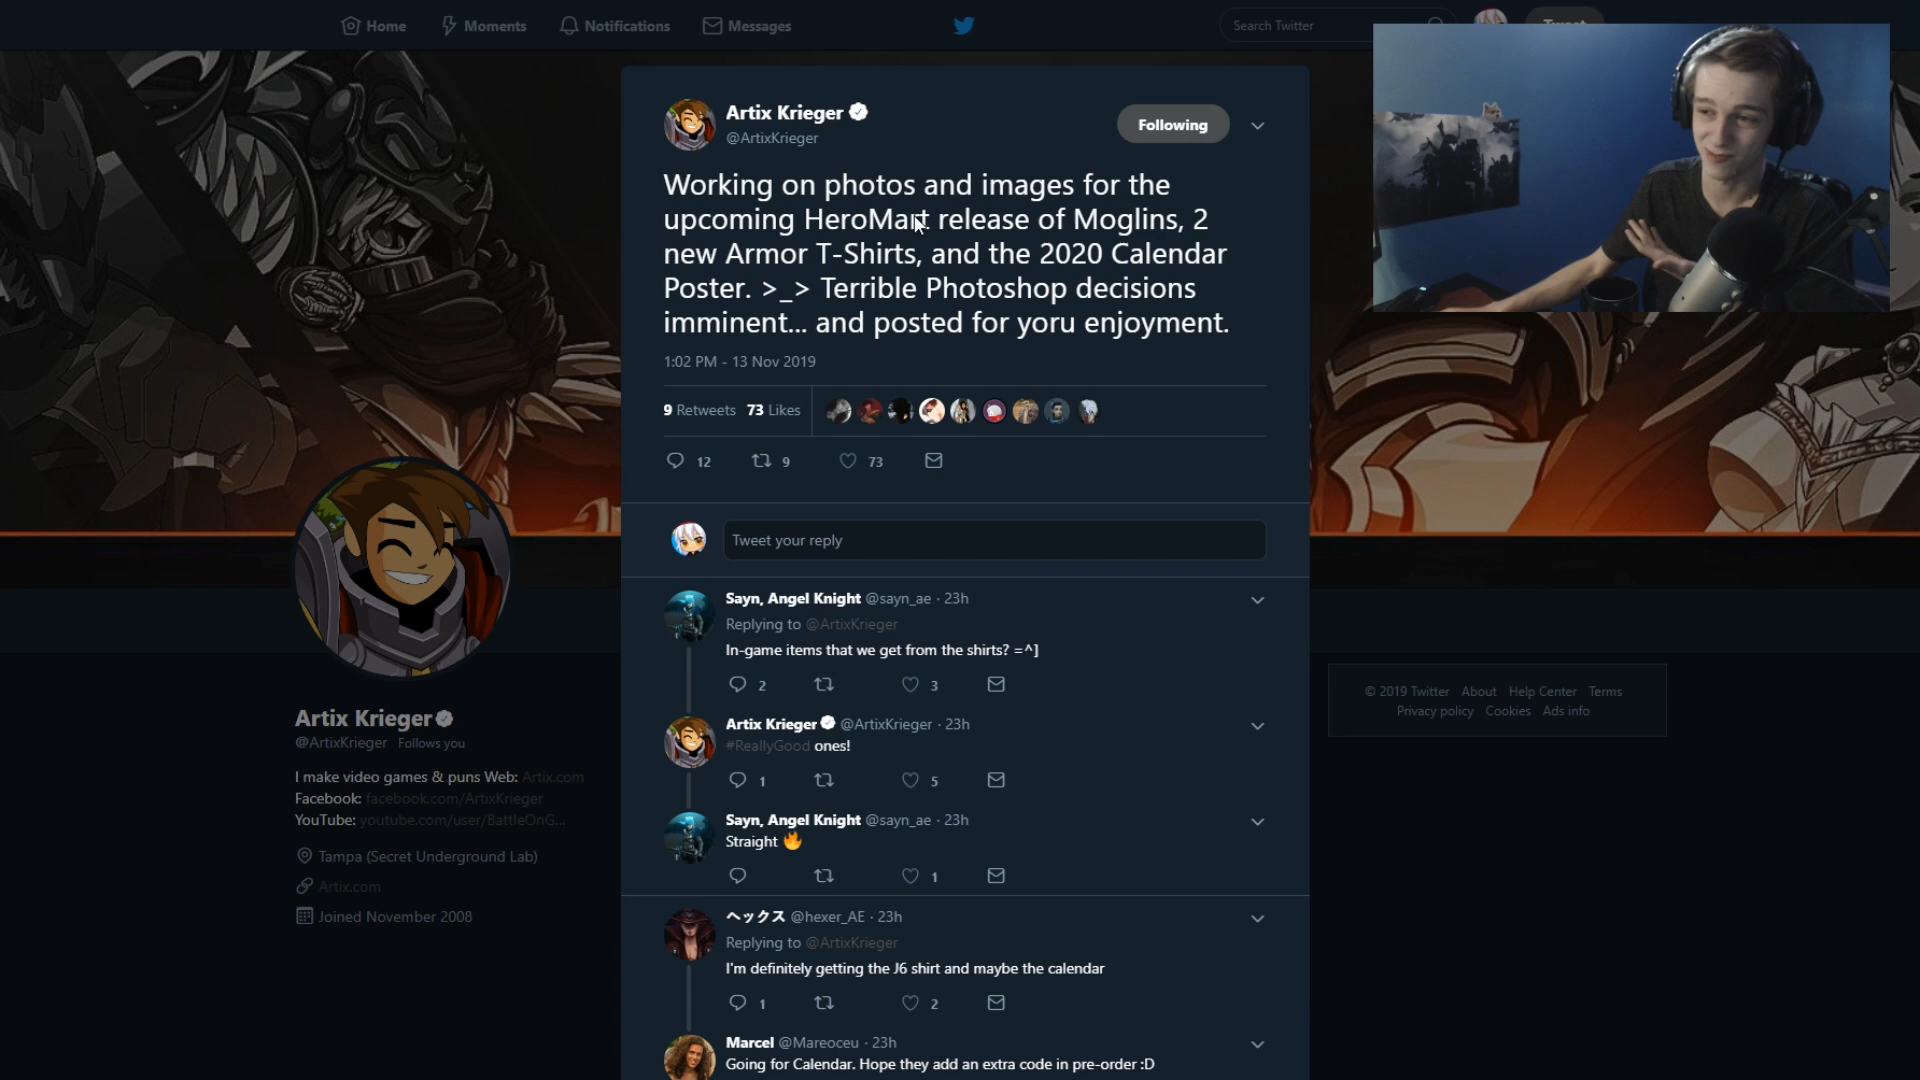 Home
Moments
Notifications
Messages
Search Twitter
Tweet
Artix Krieger
@ArtixKrieger
Following
Working on photos and images for the
upcoming HeroMart release of Moglins, 2
new Armor T-Shirts, and the 2020 Calendar
Poster. >_> Terrible Photoshop decisions
imminent... and posted for yoru enjoyment.
1:02 PM - 13 Nov 2019
9 Retweets 73 Likes
12 9 73
Tweet your reply
Sayn, Angel Knight @sayn_ae · 23h
Replying to @ArtixKrieger
In-game items that we get from the shirts? =^]
2 3
Artix Krieger @ArtixKrieger · 23h
#ReallyGood ones!
1 5
Sayn, Angel Knight @sayn_ae · 23h
Straight 🔥
1
ヘックス @hexer_AE · 23h
Replying to @ArtixKrieger
I'm definitely getting the J6 shirt and maybe the calendar
1 2
Marcel @Mareoceu · 23h
Going for Calendar. Hope they add an extra code in pre-order :D
Artix Krieger
@ArtixKrieger Follows you
I make video games & puns Web: Artix.com
Facebook: facebook.com/ArtixKrieger
YouTube: youtube.com/user/BattleOnG...
Tampa (Secret Underground Lab)
Artix.com
Joined November 2008
© 2019 Twitter About Help Center Terms
Privacy policy Cookies Ads info